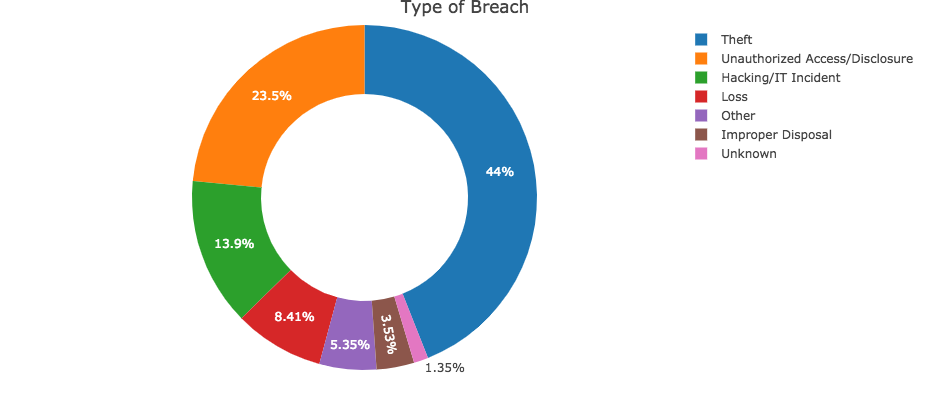 Type of Breach
Theft
Unauthorized Access/Disclosure
Hacking/IT Incident
Loss
Other
Improper Disposal
Unknown
23.5%
44%
13.9%
8.41%
5.35%
3.53%
1.35%